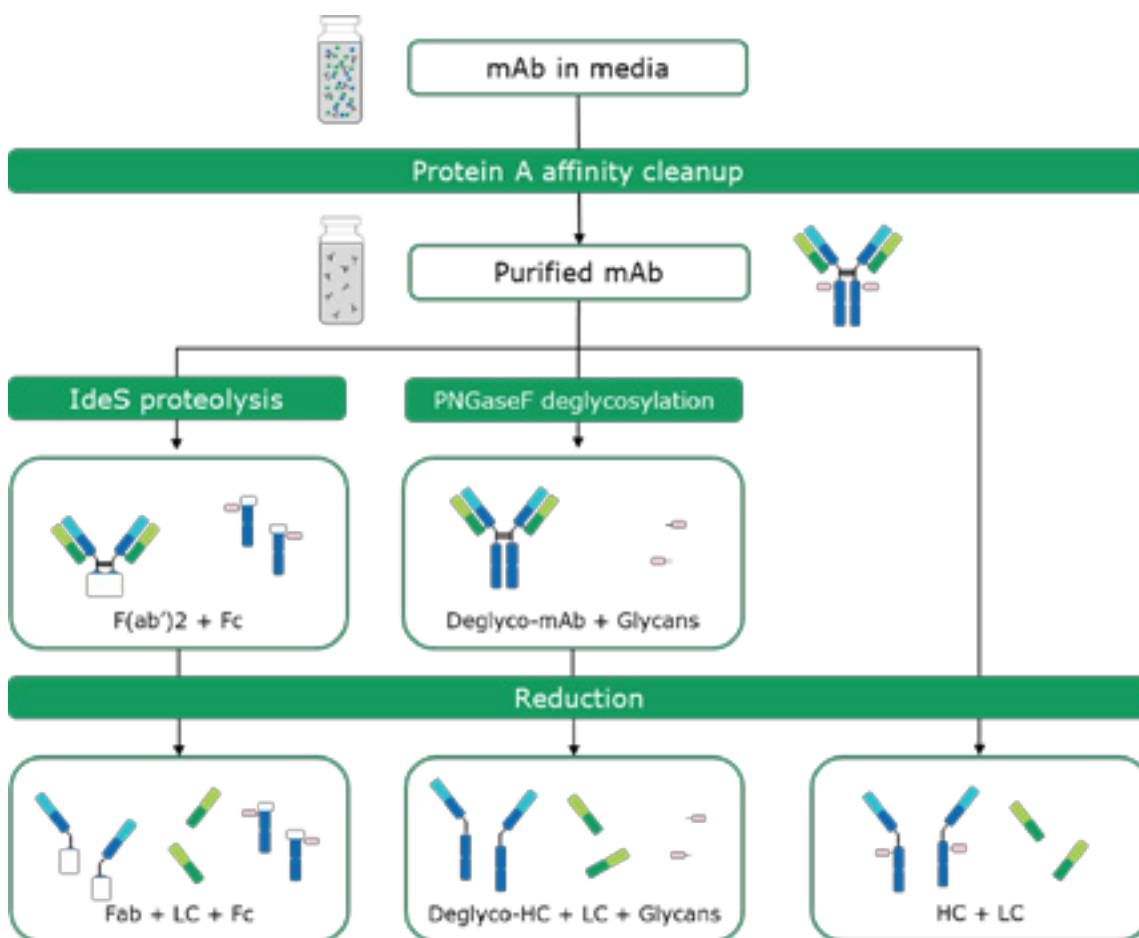 mAb in media
Protein A affinity cleanup
Purified mAb
IdeS proteolysis
PNGaseF deglycosylation
F(ab')2 + Fc
Deglyco-mAb + Glycans
Reduction
Fab + LC + Fc
Deglyco-HC + LC + Glycans
HC + LC